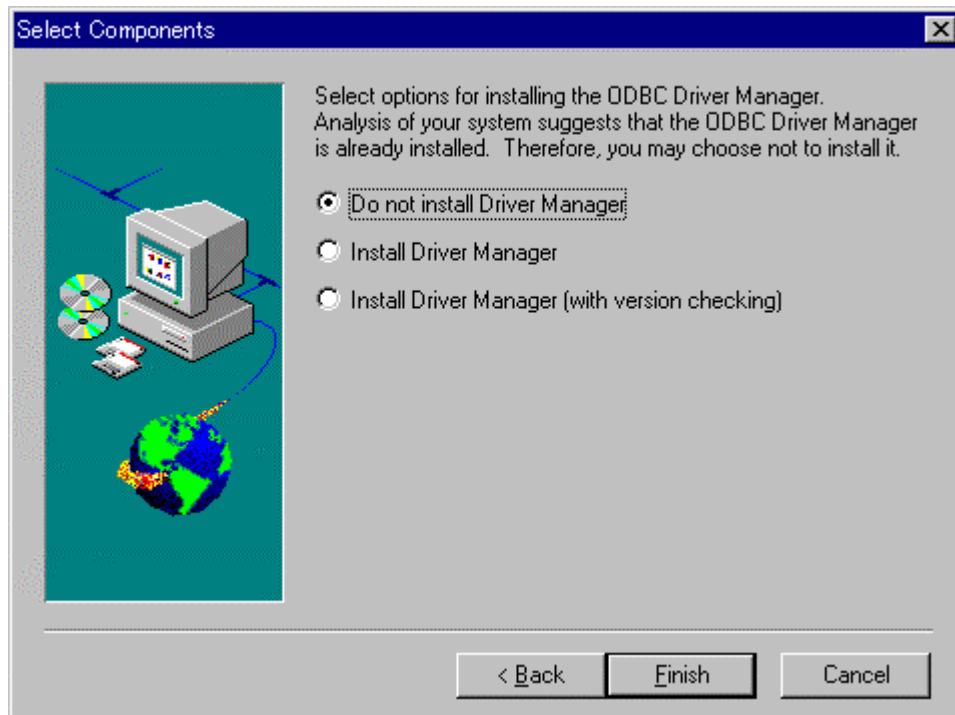 Select Components
Select options for installing the ODBC Driver Manager.
Analysis of your system suggests that the ODBC Driver Manager
is already installed.  Therefore, you may choose not to install it.
Do not install Driver Manager
Install Driver Manager
Install Driver Manager (with version checking)
< Back
Finish
Cancel